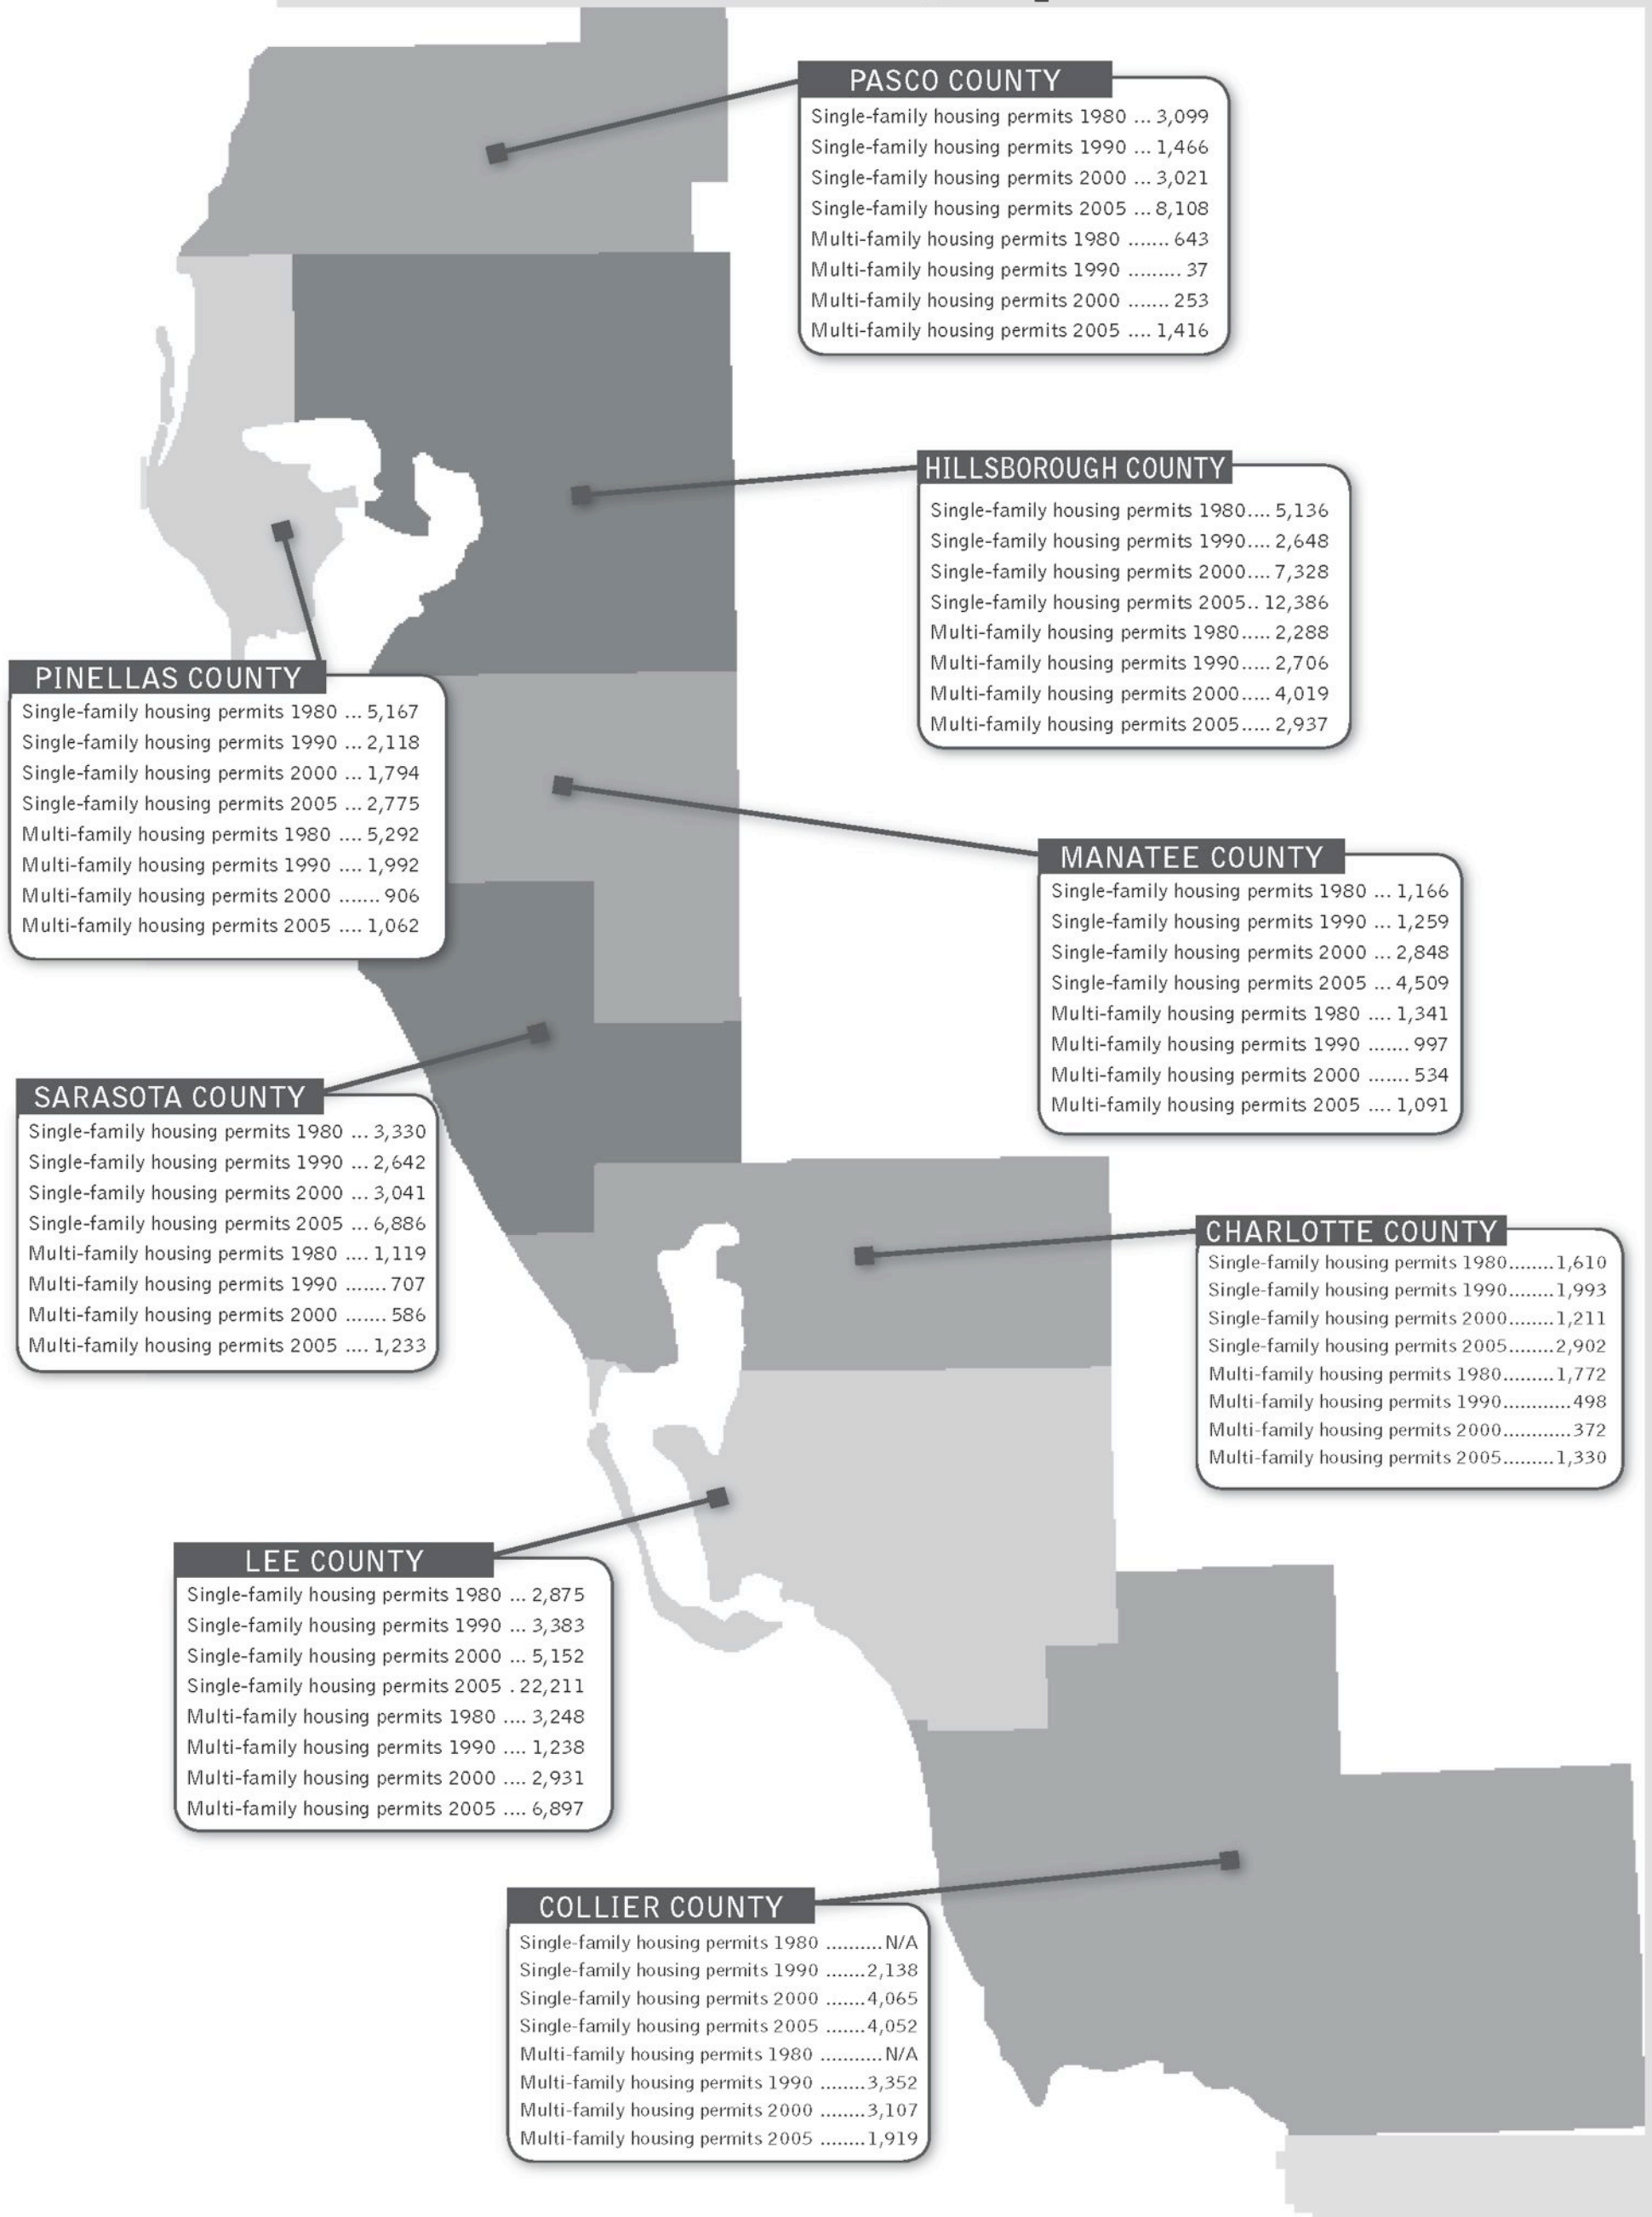 PASCO COUNTY
Single-family housing permits 1980 ... 3,099
Single-family housing permits 1990 ... 1,466
Single-family housing permits 2000 ... 3,021
Single-family housing permits 2005 ... 8,108
Multi-family housing permits 1980 ....... 643
Multi-family housing permits 1990 ......... 37
Multi-family housing permits 2000 ....... 253
Multi-family housing permits 2005 .... 1,416
HILLSBOROUGH COUNTY
Single-family housing permits 1980.... 5,136
Single-family housing permits 1990.... 2,648
Single-family housing permits 2000.... 7,328
Single-family housing permits 2005.. 12,386
Multi-family housing permits 1980..... 2,288
Multi-family housing permits 1990..... 2,706
Multi-family housing permits 2000..... 4,019
Multi-family housing permits 2005..... 2,937
PINELLAS COUNTY
Single-family housing permits 1980 ... 5,167
Single-family housing permits 1990 ... 2,118
Single-family housing permits 2000 ... 1,794
Single-family housing permits 2005 ... 2,775
Multi-family housing permits 1980 .... 5,292
Multi-family housing permits 1990 .... 1,992
Multi-family housing permits 2000 ....... 906
Multi-family housing permits 2005 .... 1,062
MANATEE COUNTY
Single-family housing permits 1980 ... 1,166
Single-family housing permits 1990 ... 1,259
Single-family housing permits 2000 ... 2,848
Single-family housing permits 2005 ... 4,509
Multi-family housing permits 1980 .... 1,341
Multi-family housing permits 1990 ....... 997
Multi-family housing permits 2000 ....... 534
Multi-family housing permits 2005 .... 1,091
SARASOTA COUNTY
Single-family housing permits 1980 ... 3,330
Single-family housing permits 1990 ... 2,642
Single-family housing permits 2000 ... 3,041
Single-family housing permits 2005 ... 6,886
Multi-family housing permits 1980 .... 1,119
Multi-family housing permits 1990 ....... 707
Multi-family housing permits 2000 ....... 586
Multi-family housing permits 2005 .... 1,233
CHARLOTTE COUNTY
Single-family housing permits 1980........1,610
Single-family housing permits 1990........1,993
Single-family housing permits 2000........1,211
Single-family housing permits 2005........2,902
Multi-family housing permits 1980.........1,772
Multi-family housing permits 1990............498
Multi-family housing permits 2000............372
Multi-family housing permits 2005.........1,330
LEE COUNTY
Single-family housing permits 1980 ... 2,875
Single-family housing permits 1990 ... 3,383
Single-family housing permits 2000 ... 5,152
Single-family housing permits 2005 . 22,211
Multi-family housing permits 1980 .... 3,248
Multi-family housing permits 1990 .... 1,238
Multi-family housing permits 2000 .... 2,931
Multi-family housing permits 2005 .... 6,897
COLLIER COUNTY
Single-family housing permits 1980 ..........N/A
Single-family housing permits 1990 .......2,138
Single-family housing permits 2000 .......4,065
Single-family housing permits 2005 .......4,052
Multi-family housing permits 1980 ...........N/A
Multi-family housing permits 1990 ........3,352
Multi-family housing permits 2000 ........3,107
Multi-family housing permits 2005 ........1,919